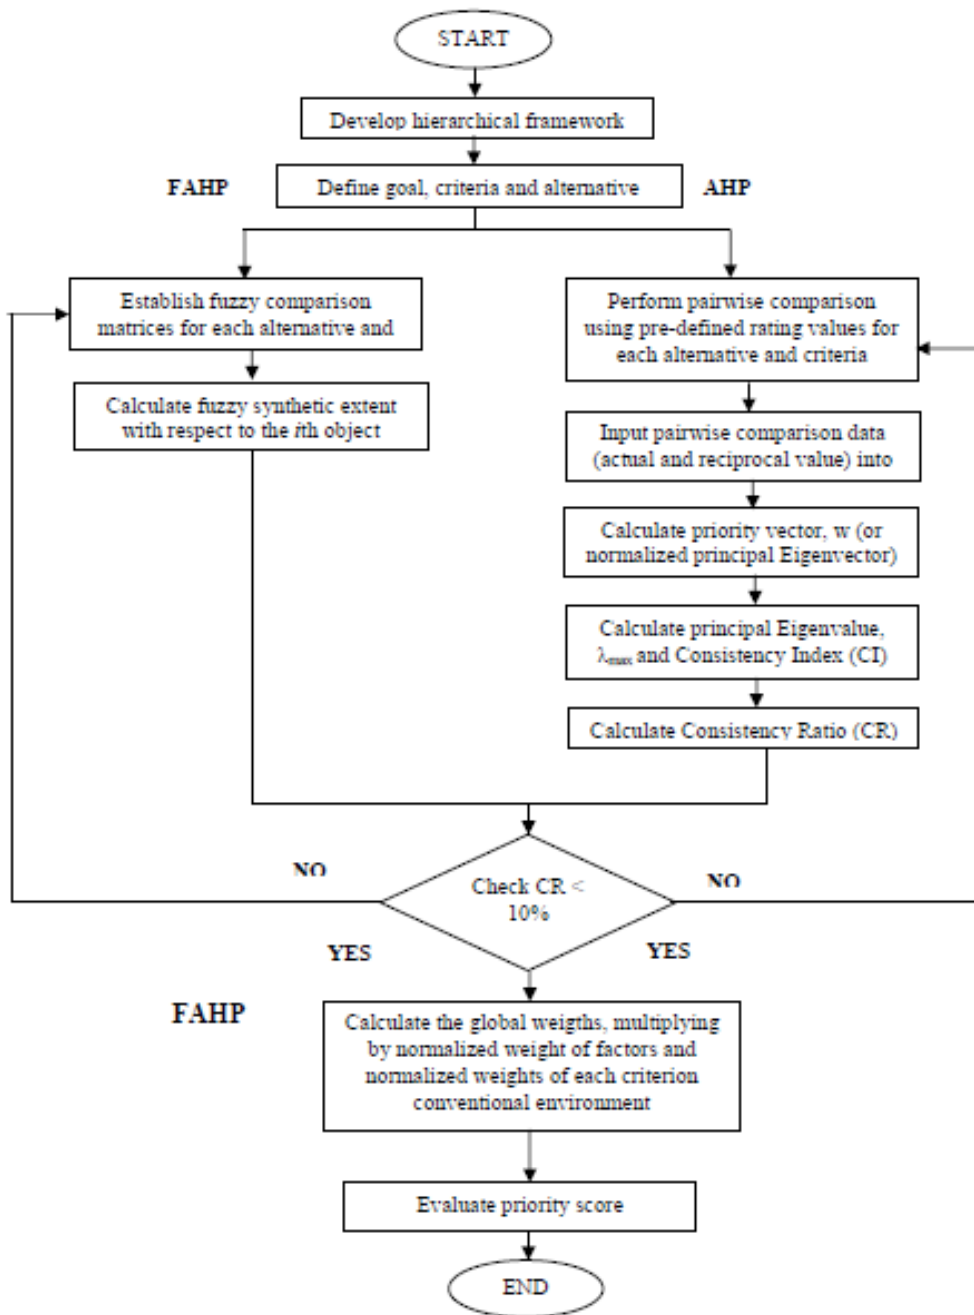 START
Develop hierarchical framework
FAHP
Define goal, criteria and alternative
AHP
Establish fuzzy comparison
matrices for each alternative and
Calculate fuzzy synthetic extent
with respect to the ith object
Perform pairwise comparison
using pre-defined rating values for
each alternative and criteria
Input pairwise comparison data
(actual and reciprocal value) into
Calculate priority vector, w (or
normalized principal Eigenvector)
Calculate principal Eigenvalue,
λmax and Consistency Index (CI)
Calculate Consistency Ratio (CR)
NO
Check CR <
10%
NO
YES
YES
FAHP
Calculate the global weigths, multiplying
by normalized weight of factors and
normalized weights of each criterion
conventional environment
Evaluate priority score
END